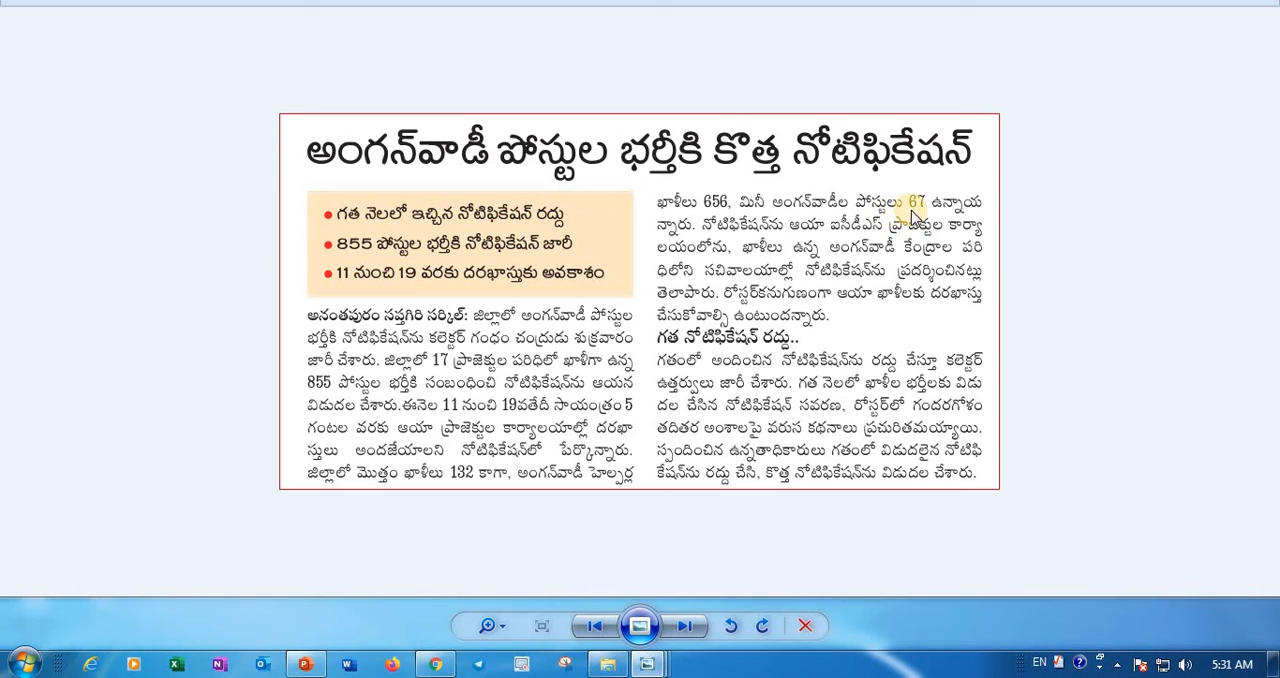 అంగన్‌వాడీ పోస్టుల భర్తీకి కొత్త నోటిఫికేషన్
● గత నెలలో ఇచ్చిన నోటిఫికేషన్ రద్దు
● 855 పోస్టుల భర్తీకి నోటిఫికేషన్ జారీ
● 11 నుంచి 19 వరకు దరఖాస్తుకు అవకాశం
అనంతపురం సప్తగిరి సర్కిల్: జిల్లాలో అంగన్‌వాడీ పోస్టుల
భర్తీకి నోటిఫికేషన్‌ను కలెక్టర్ గంధం చంద్రుడు శుక్రవారం
జారీ చేశారు. జిల్లాలో 17 ప్రాజెక్టుల పరిధిలో ఖాళీగా ఉన్న
855 పోస్టుల భర్తీకి సంబంధించి నోటిఫికేషన్‌ను ఆయన
విడుదల చేశారు.ఈనెల 11 నుంచి 19వతేదీ సాయంత్రం 5
గంటల వరకు ఆయా ప్రాజెక్టుల కార్యాలయాల్లో దరఖా
స్తులు అందజేయాలని నోటిఫికేషన్‌లో పేర్కొన్నారు.
జిల్లాలో మొత్తం ఖాళీలు 132 కాగా, అంగన్‌వాడీ హెల్పర్ల
ఖాళీలు 656, మినీ అంగన్‌వాడీల పోస్టులు 67 ఉన్నాయ
న్నారు. నోటిఫికేషన్‌ను ఆయా ఐసీడీఎస్ ప్రాజెక్టుల కార్యా
లయంలోను, ఖాళీలు ఉన్న అంగన్‌వాడీ కేంద్రాల పరి
ధిలోని సచివాలయాల్లో నోటిఫికేషన్‌ను ప్రదర్శించినట్లు
తెలాపారు. రోస్టర్‌కనుగుణంగా ఆయా ఖాళీలకు దరఖాస్తు
చేసుకోవాల్సి ఉంటుందన్నారు.
గత నోటిఫికేషన్ రద్దు..
గతంలో అందించిన నోటిఫికేషన్‌ను రద్దు చేస్తూ కలెక్టర్
ఉత్తర్వులు జారీ చేశారు. గత నెలలో ఖాళీల భర్తీలకు విడు
దల చేసిన నోటిఫికేషన్ సవరణ, రోస్టర్‌లో గందరగోళం
తదితర అంశాలపై వరుస కథనాలు ప్రచురితమయ్యాయి.
స్పందించిన ఉన్నతాధికారులు గతంలో విడుదలైన నోటిఫి
కేషన్‌ను రద్దు చేసి, కొత్త నోటిఫికేషన్‌ను విడుదల చేశారు.
EN
5:31 AM